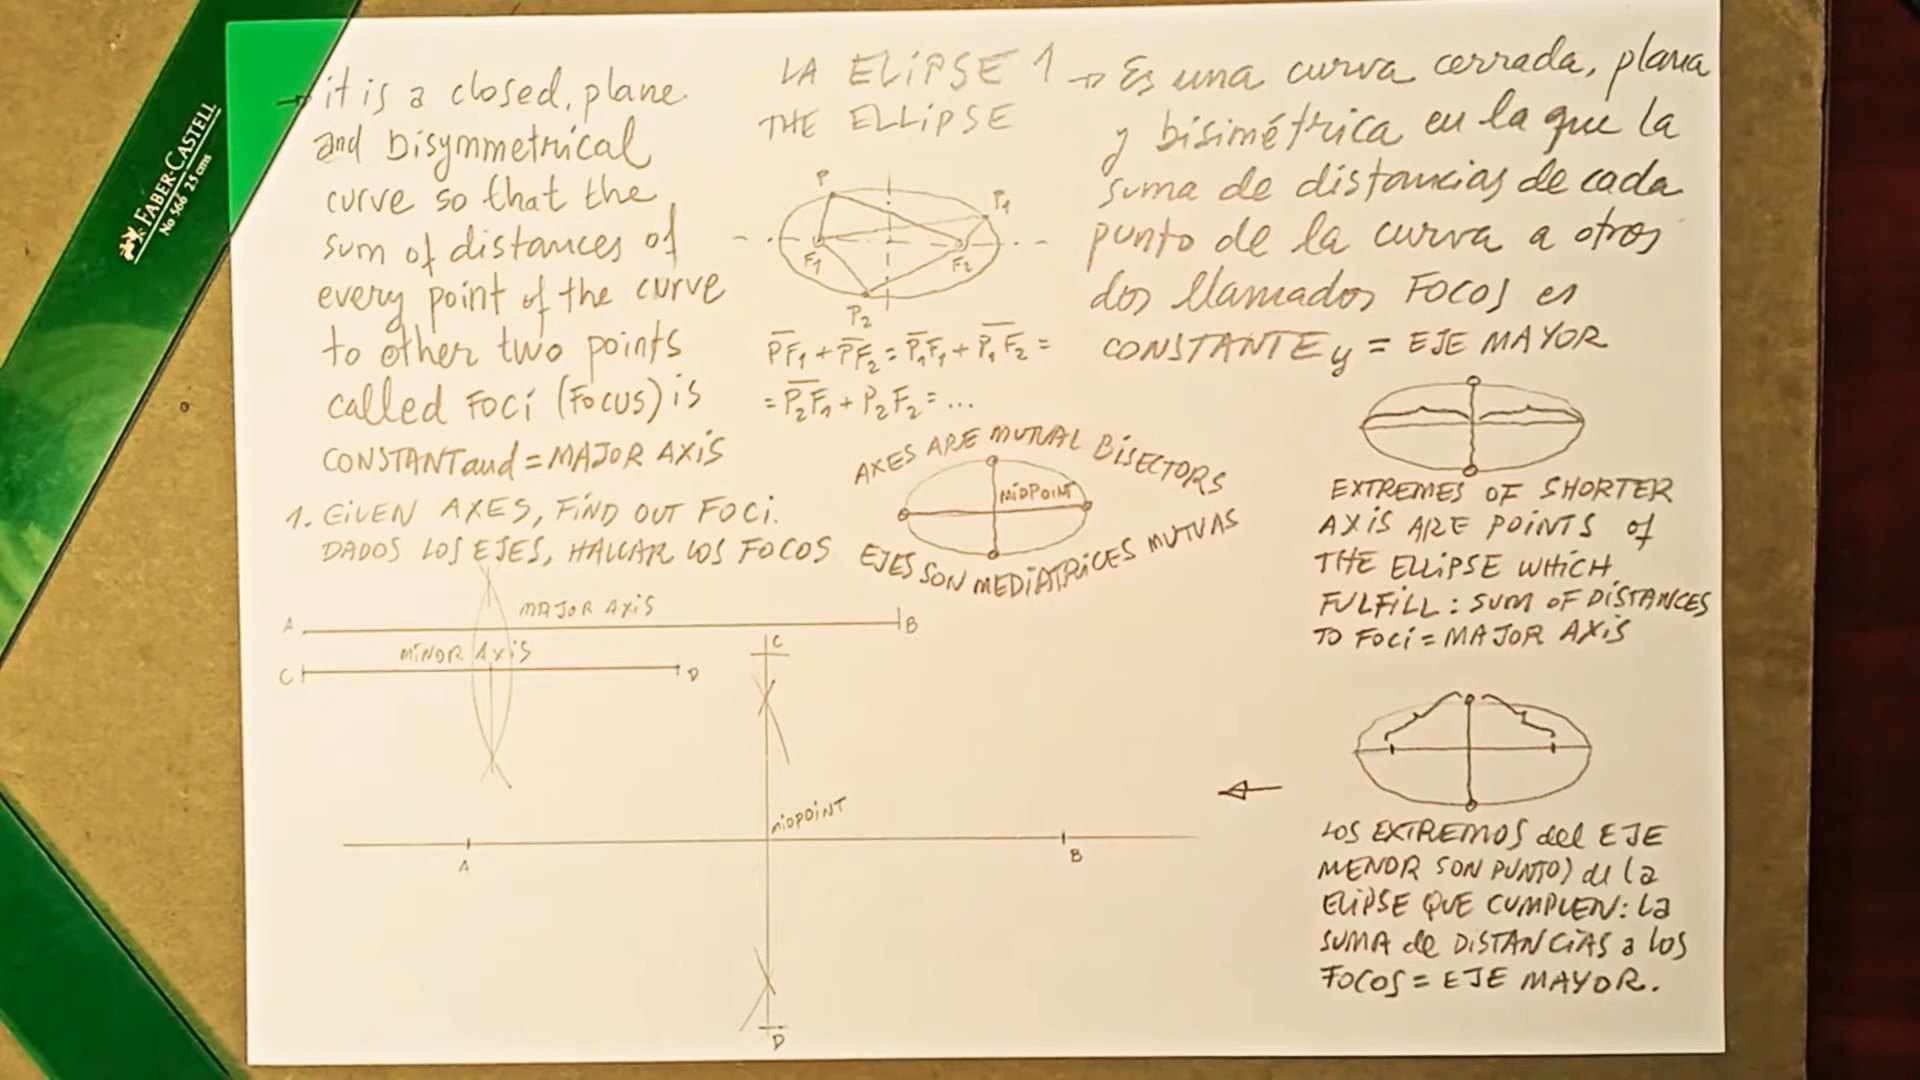 FABER-CASTELL
No 566 25 cms
LA ELIPSE 1
THE ELLIPSE
→ it is a closed, plane
and bisymmetrical
curve so that the
sum of distances of
every point of the curve
to other two points
called FOCI (FOCUS) is
CONSTANT and = MAJOR AXIS
→ Es una curva cerrada, plana
y bisimétrica en la que la
suma de distancias de cada
punto de la curva a otros
dos llamados FOCOS es
CONSTANTE y = EJE MAYOR
P
P1
F1
F2
P2
PF1 + PF2 = P1F1 + P1F2 =
= P2F1 + P2F2 = ...
AXES ARE MUTUAL BISECTORS
MIDPOINT
EJES SON MEDIATRICES MUTUAS
1. GIVEN AXES, FIND OUT FOCI.
DADOS LOS EJES, HALLAR LOS FOCOS
A
MAJOR AXIS
B
C
MINOR AXIS
D
C
MIDPOINT
A
B
D
EXTREMES OF SHORTER
AXIS ARE POINTS of
THE ELLIPSE WHICH
FULFILL: SUM OF DISTANCES
TO FOCI = MAJOR AXIS
LOS EXTREMOS del EJE
MENOR SON PUNTOS de la
ELIPSE QUE CUMPLEN: La
SUMA de DISTANCIAS a los
FOCOS = EJE MAYOR.